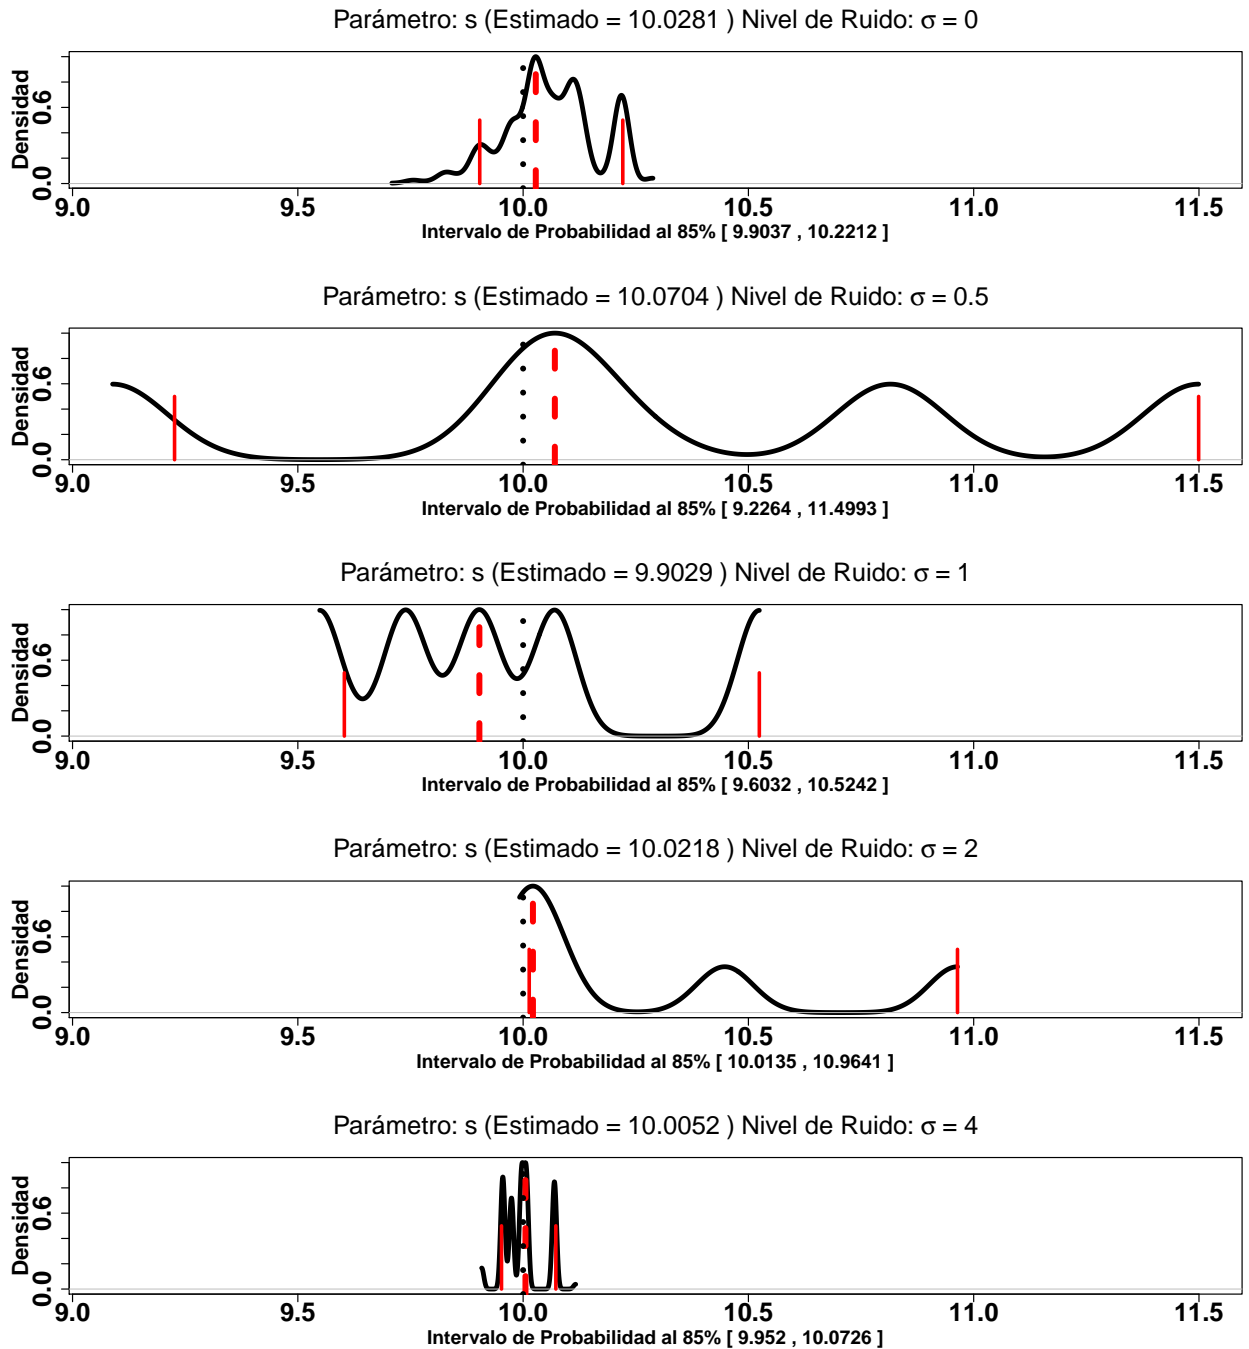 Parámetro: s (Estimado = 10.0281 ) Nivel de Ruido: σ = 0
Densidad
0.0 0.6
9.0 9.5 10.0 10.5 11.0 11.5
Intervalo de Probabilidad al 85% [ 9.9037 , 10.2212 ]
Parámetro: s (Estimado = 10.0704 ) Nivel de Ruido: σ = 0.5
Densidad
0.0 0.6
9.0 9.5 10.0 10.5 11.0 11.5
Intervalo de Probabilidad al 85% [ 9.2264 , 11.4993 ]
Parámetro: s (Estimado = 9.9029 ) Nivel de Ruido: σ = 1
Densidad
0.0 0.6
9.0 9.5 10.0 10.5 11.0 11.5
Intervalo de Probabilidad al 85% [ 9.6032 , 10.5242 ]
Parámetro: s (Estimado = 10.0218 ) Nivel de Ruido: σ = 2
Densidad
0.0 0.6
9.0 9.5 10.0 10.5 11.0 11.5
Intervalo de Probabilidad al 85% [ 10.0135 , 10.9641 ]
Parámetro: s (Estimado = 10.0052 ) Nivel de Ruido: σ = 4
Densidad
0.0 0.6
9.0 9.5 10.0 10.5 11.0 11.5
Intervalo de Probabilidad al 85% [ 9.952 , 10.0726 ]